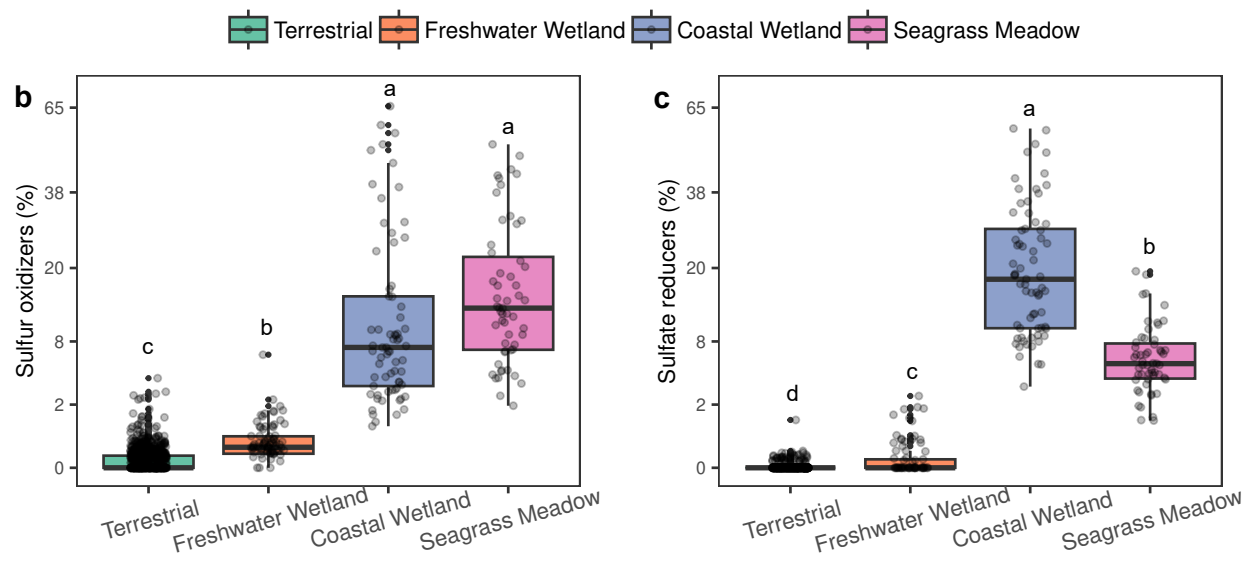 Terrestrial Freshwater Wetland Coastal Wetland Seagrass Meadow
b
Sulfur oxidizers (%)
65
38
20
8
2
0
c
b
a
a
Terrestrial
Freshwater Wetland
Coastal Wetland
Seagrass Meadow
c
Sulfate reducers (%)
65
38
20
8
2
0
d
c
a
b
Terrestrial
Freshwater Wetland
Coastal Wetland
Seagrass Meadow